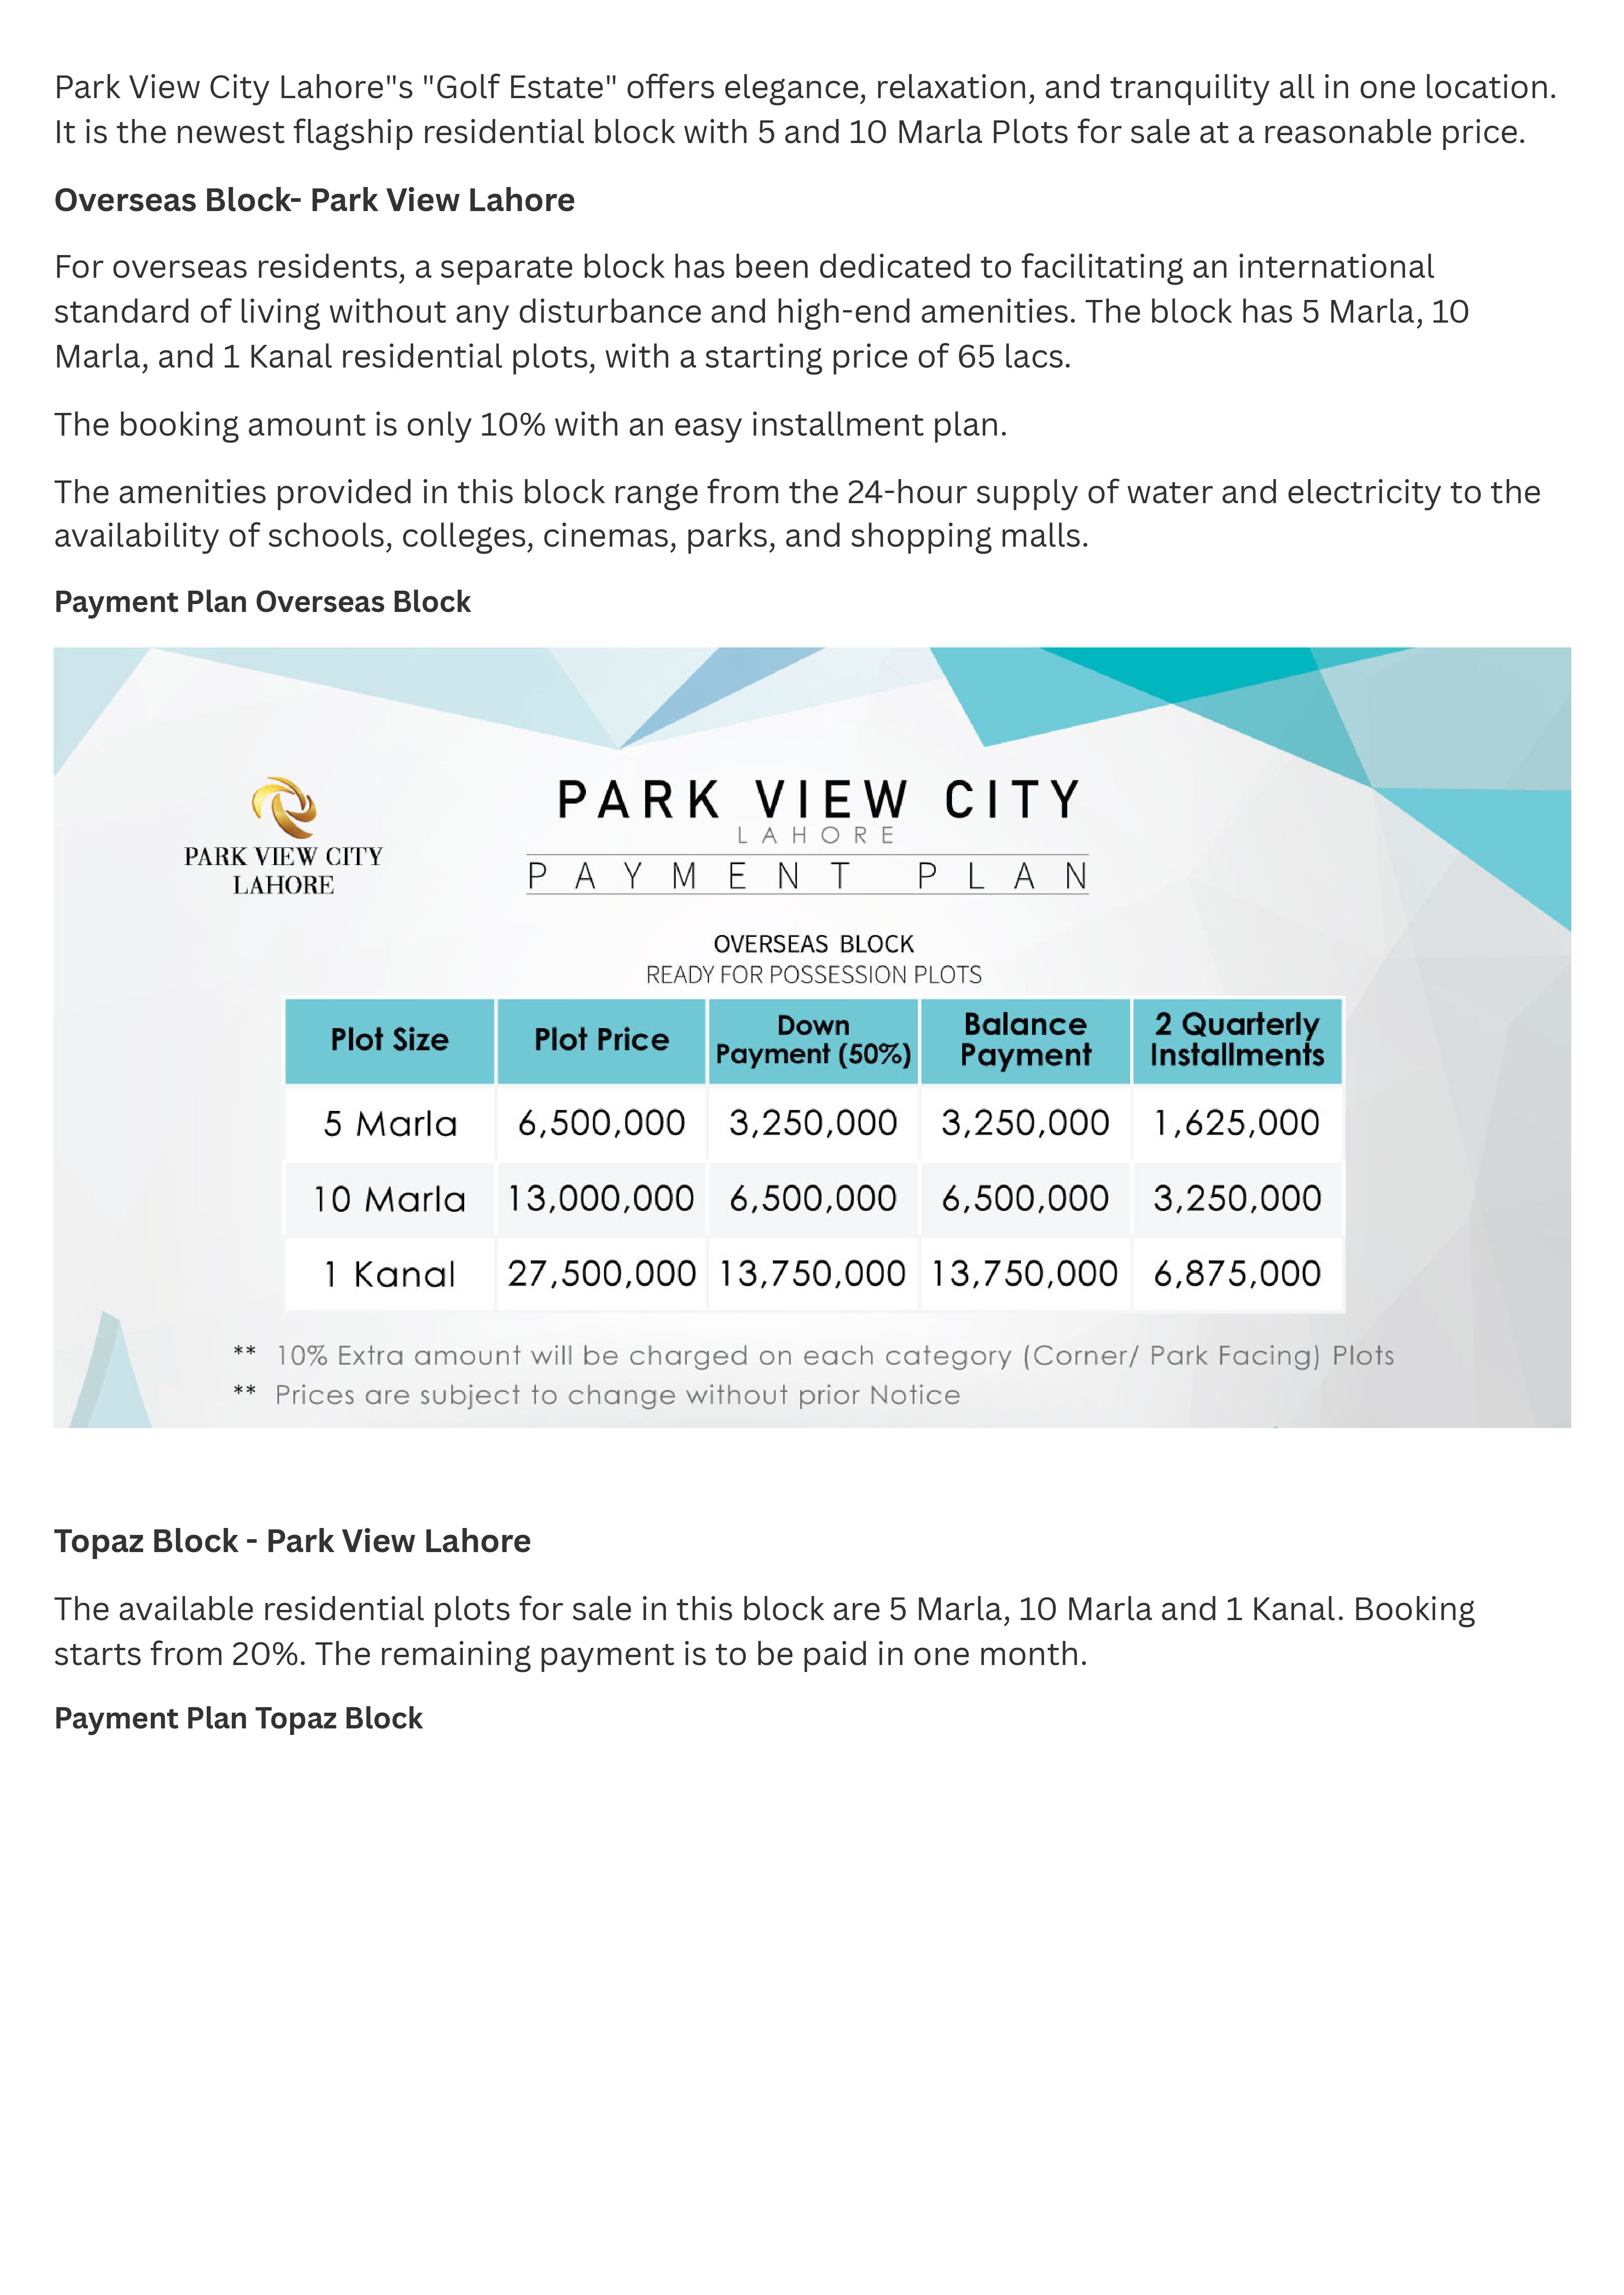 Park View City Lahore"s "Golf Estate" offers elegance, relaxation, and tranquility all in one location.
It is the newest flagship residential block with 5 and 10 Marla Plots for sale at a reasonable price.
Overseas Block- Park View Lahore
For overseas residents, a separate block has been dedicated to facilitating an international
standard of living without any disturbance and high-end amenities. The block has 5 Marla, 10
Marla, and 1 Kanal residential plots, with a starting price of 65 lacs.
The booking amount is only 10% with an easy installment plan.
The amenities provided in this block range from the 24-hour supply of water and electricity to the
availability of schools, colleges, cinemas, parks, and shopping malls.
Payment Plan Overseas Block
PARK VIEW CITY
LAHORE
PARK VIEW CITY
LAHORE
PAYMENT PLAN
OVERSEAS BLOCK
READY FOR POSSESSION PLOTS
Plot Size Plot Price Down Payment (50%) Balance Payment 2 Quarterly Installments
5 Marla 6,500,000 3,250,000 3,250,000 1,625,000
10 Marla 13,000,000 6,500,000 6,500,000 3,250,000
1 Kanal 27,500,000 13,750,000 13,750,000 6,875,000
** 10% Extra amount will be charged on each category (Corner/ Park Facing) Plots
** Prices are subject to change without prior Notice
Topaz Block - Park View Lahore
The available residential plots for sale in this block are 5 Marla, 10 Marla and 1 Kanal. Booking
starts from 20%. The remaining payment is to be paid in one month.
Payment Plan Topaz Block